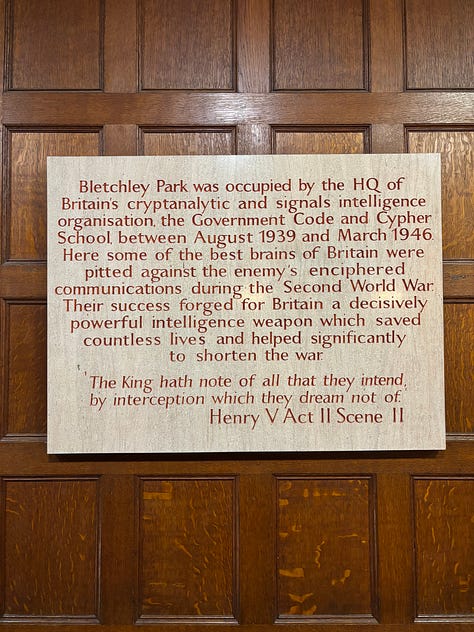 Bletchley Park was occupied by the HQ of
Britain's cryptanalytic and signals intelligence
organisation, the Government Code and Cypher
School, between August 1939 and March 1946.
Here some of the best brains of Britain were
pitted against the enemy's enciphered
communications during the Second World War.
Their success forged for Britain a decisively
powerful intelligence weapon which saved
countless lives and helped significantly
to shorten the war.
'The King hath note of all that they intend,
by interception which they dream not of.'
Henry V Act II Scene II